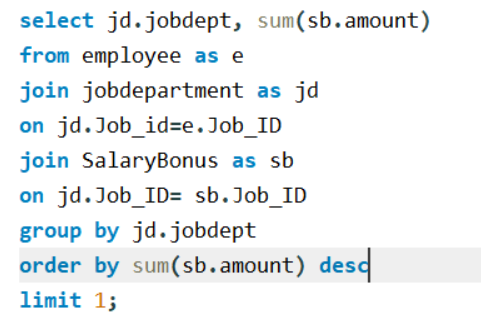 select jd.jobdept, sum(sb.amount)
from employee as e
join jobdepartment as jd
on jd.Job_id=e.Job_ID
join SalaryBonus as sb
on jd.Job_ID= sb.Job_ID
group by jd.jobdept
order by sum(sb.amount) desc
limit 1;